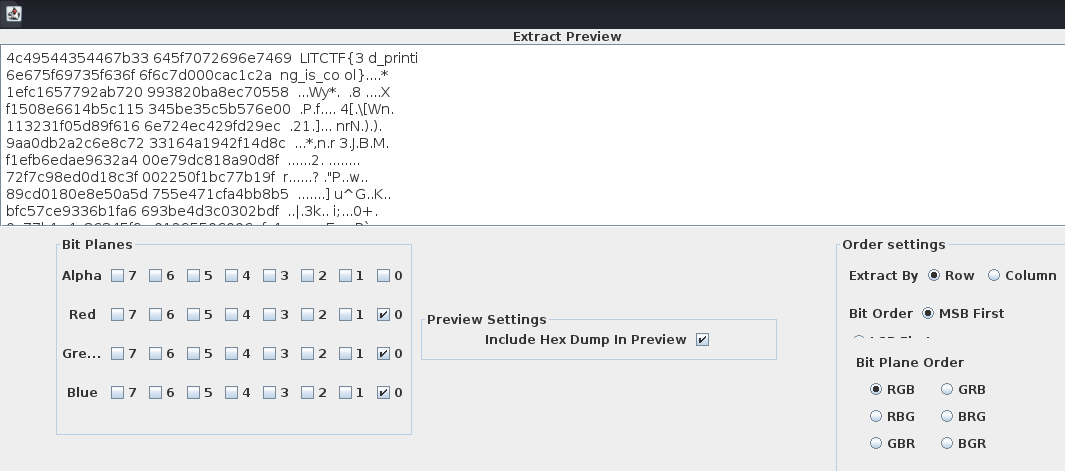 Extract Preview
4c49544354467b33 645f7072696e7469 LITCTF{3 d_printi
6e675f69735f636f 6f6c7d000cac1c2a ng_is_co ol}....*
1efc1657792ab720 993820ba8ec70558 ...Wy*. .8 ....X
f1508e6614b5c115 345be35c5b576e00 .P.f.... 4[.\[Wn.
113231f05d89f616 6e724ec429fd29ec .21.]... nrN.).).
9aa0db2a2c6e8c72 33164a1942f14d8c ...*,n.r 3.J.B.M.
f1efb6edae9632a4 00e79dc818a90d8f ......2. ........
72f7c98ed0d18c3f 002250f1bc77b19f r......? ."P..w..
89cd0180e8e50a5d 755e471cfa4bb8b5 .......] u^G..K..
bfc57ce9336b1fa6 693be4d3c0302bdf ..|.3k.. i;...0+.
Bit Planes
Alpha 7 6 5 4 3 2 1 0
Red 7 6 5 4 3 2 1 0
Gre... 7 6 5 4 3 2 1 0
Blue 7 6 5 4 3 2 1 0
Preview Settings
Include Hex Dump In Preview
Order settings
Extract By Row Column
Bit Order MSB First
Bit Plane Order
RGB GRB
RBG BRG
GBR BGR